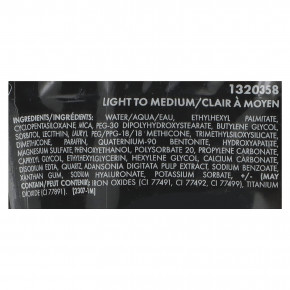 1320358
LIGHT TO MEDIUM/CLAIR À MOYEN
INGREDIENTS/INGRÉDIENTS: WATER/AQUA/EAU, ETHYLHEXYL PALMITATE,
CYCLOPENTASILOXANE MICA, PEG-30 DIPOLYHYDROXYSTEARATE, BUTYLENE GLYCOL,
SORBITOL, LECITHIN, LAURYL PEG/PPG-18/18 METHICONE, TRIMETHYLSILOXYSILICATE,
DIMETHICONE, PARAFFIN, QUATERNIUM-90 BENTONITE, HYDROXYAPATITE,
MAGNESIUM SULFATE, PHENOXYETHANOL, POLYSORBATE 20, PROPYLENE CARBONATE,
CAPRYLYL GLYCOL, ETHYLHEXYLGLYCERIN, HEXYLENE GLYCOL, CALCIUM CARBONATE,
DISODIUM EDTA, QUARTZ, ADANSONIA DIGITATA PULP EXTRACT, SODIUM BENZOATE,
XANTHAN GUM, SODIUM HYALURONATE, POTASSIUM SORBATE, +/- (MAY
CONTAIN/PEUT CONTENIR: IRON OXIDES (CI 77491, CI 77492, CI 77499), TITANIUM
DIOXIDE (CI 77891). (2307-1M)